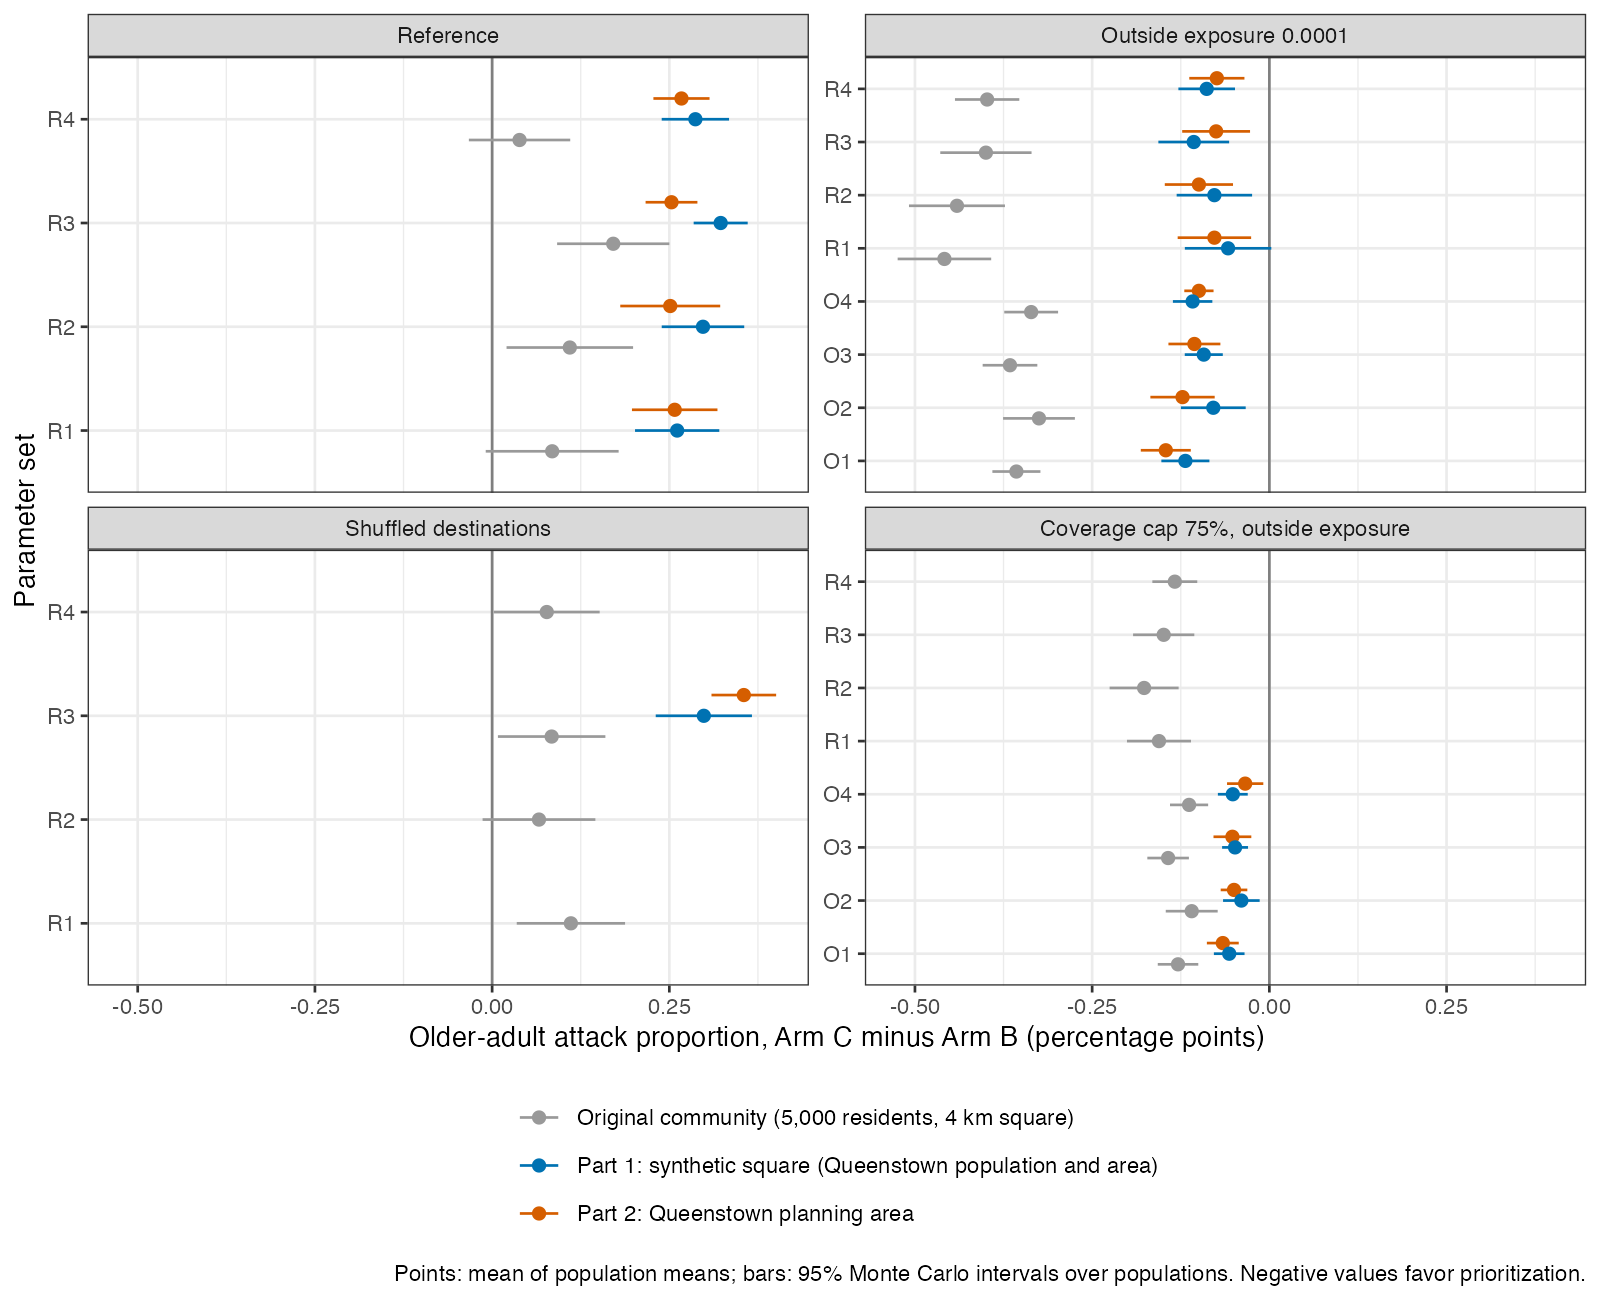 Reference
R4
R3
R2
R1
Outside exposure 0.0001
R4
R3
R2
R1
O4
O3
O2
O1
Parameter set
Shuffled destinations
R4
R3
R2
R1
-0.50 -0.25 0.00 0.25
Coverage cap 75%, outside exposure
R4
R3
R2
R1
O4
O3
O2
O1
-0.50 -0.25 0.00 0.25
Older-adult attack proportion, Arm C minus Arm B (percentage points)
Original community (5,000 residents, 4 km square)
Part 1: synthetic square (Queenstown population and area)
Part 2: Queenstown planning area
Points: mean of population means; bars: 95% Monte Carlo intervals over populations. Negative values favor prioritization.